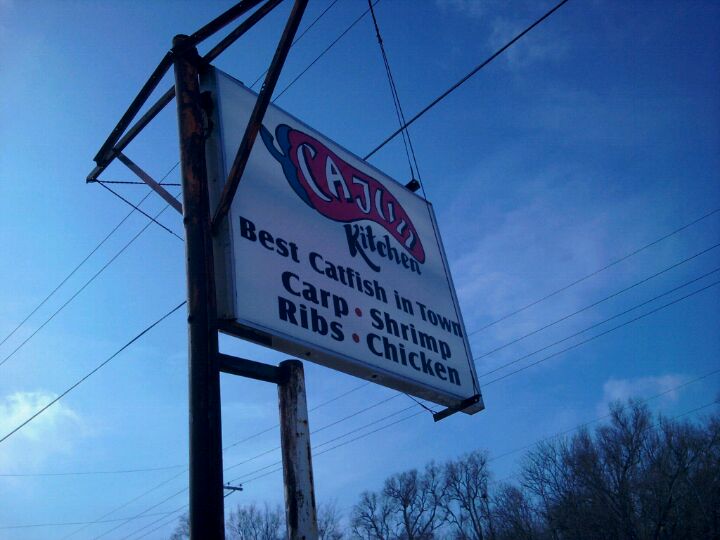 CAJUN
Kitchen
Best Catfish in Town
Carp • Shrimp
Ribs • Chicken